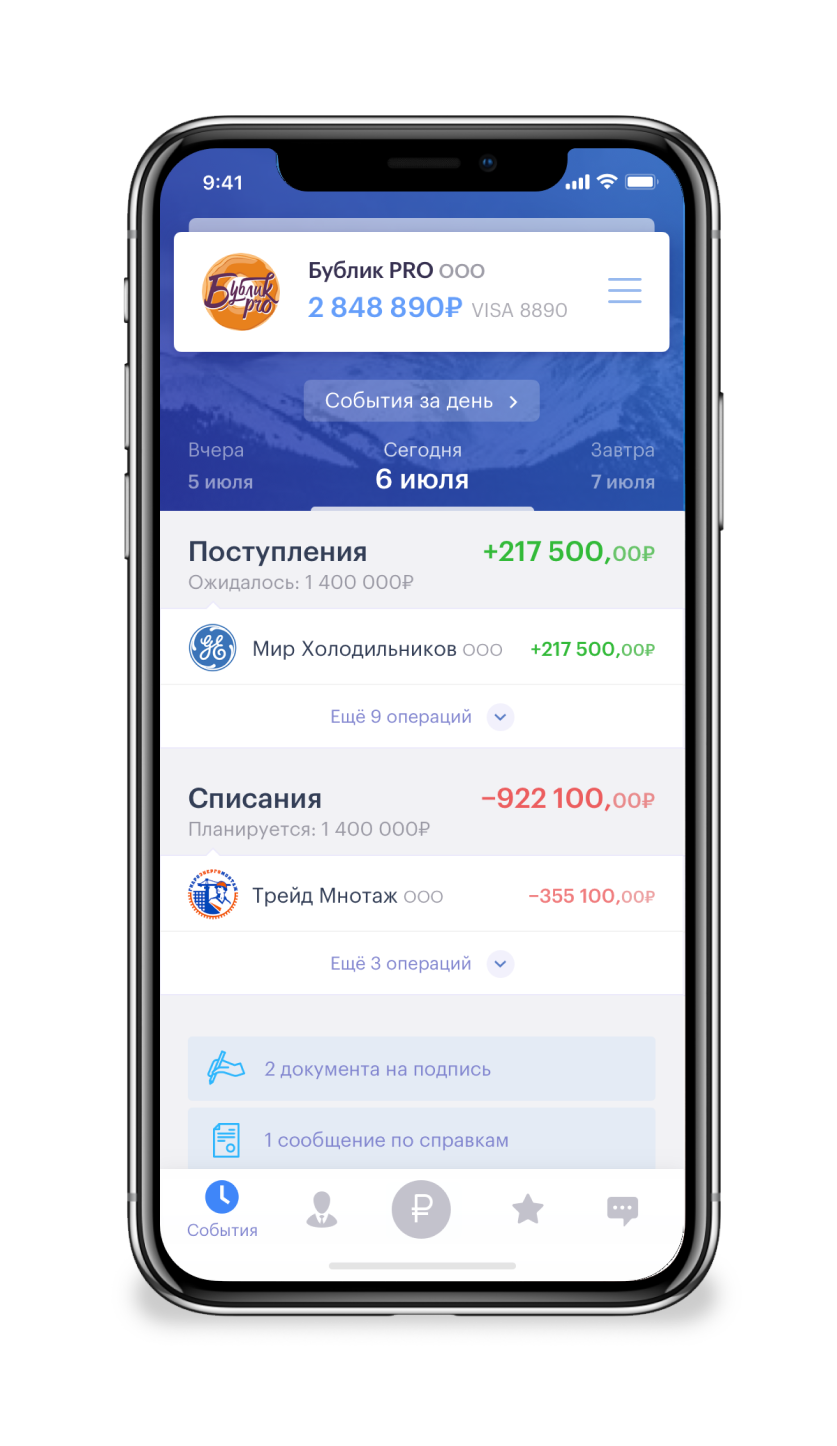 9:41
Бублик PRO ООО
Бублик pro
2 848 890₽ VISA 8890
События за день
Вчера Сегодня Завтра
5 июля 6 июля 7 июля
Поступления +217 500,00₽
Ожидалось: 1 400 000₽
Мир Холодильников ООО +217 500,00₽
Ещё 9 операций
Списания −922 100,00₽
Планируется: 1 400 000₽
Трейд Мнотаж ООО −355 100,00₽
Ещё 3 операций
2 документа на подпись
1 сообщение по справкам
₽
События